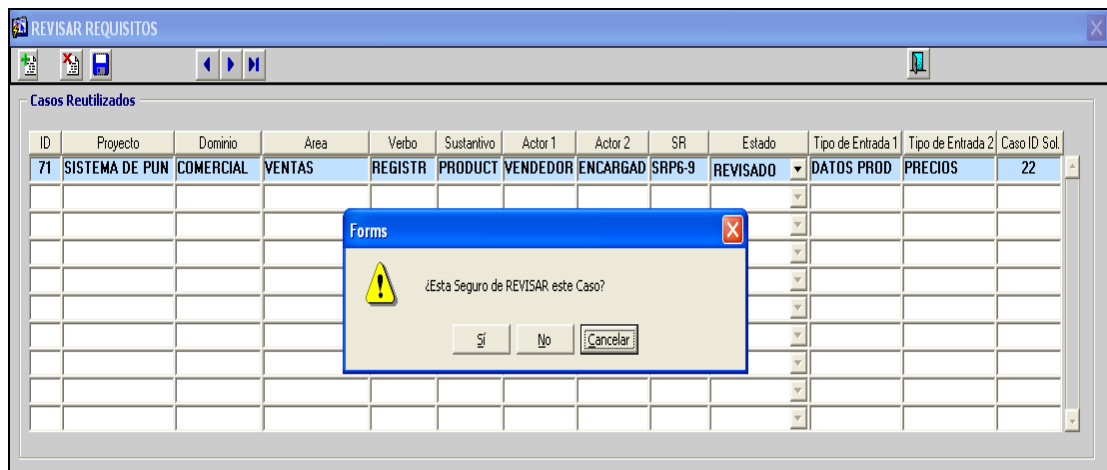 REVISAR REQUISITOS
Casos Reutilizados
ID Proyecto Dominio Area Verbo Sustantivo Actor 1 Actor 2 SR Estado Tipo de Entrada 1 Tipo de Entrada 2 Caso ID Sol.
71 SISTEMA DE PUN COMERCIAL VENTAS REGISTR PRODUCT VENDEDOR ENCARGAD SRP6-9 REVISADO DATOS PROD PRECIOS 22
Forms
¿Esta Seguro de REVISAR este Caso?
Sí No Cancelar